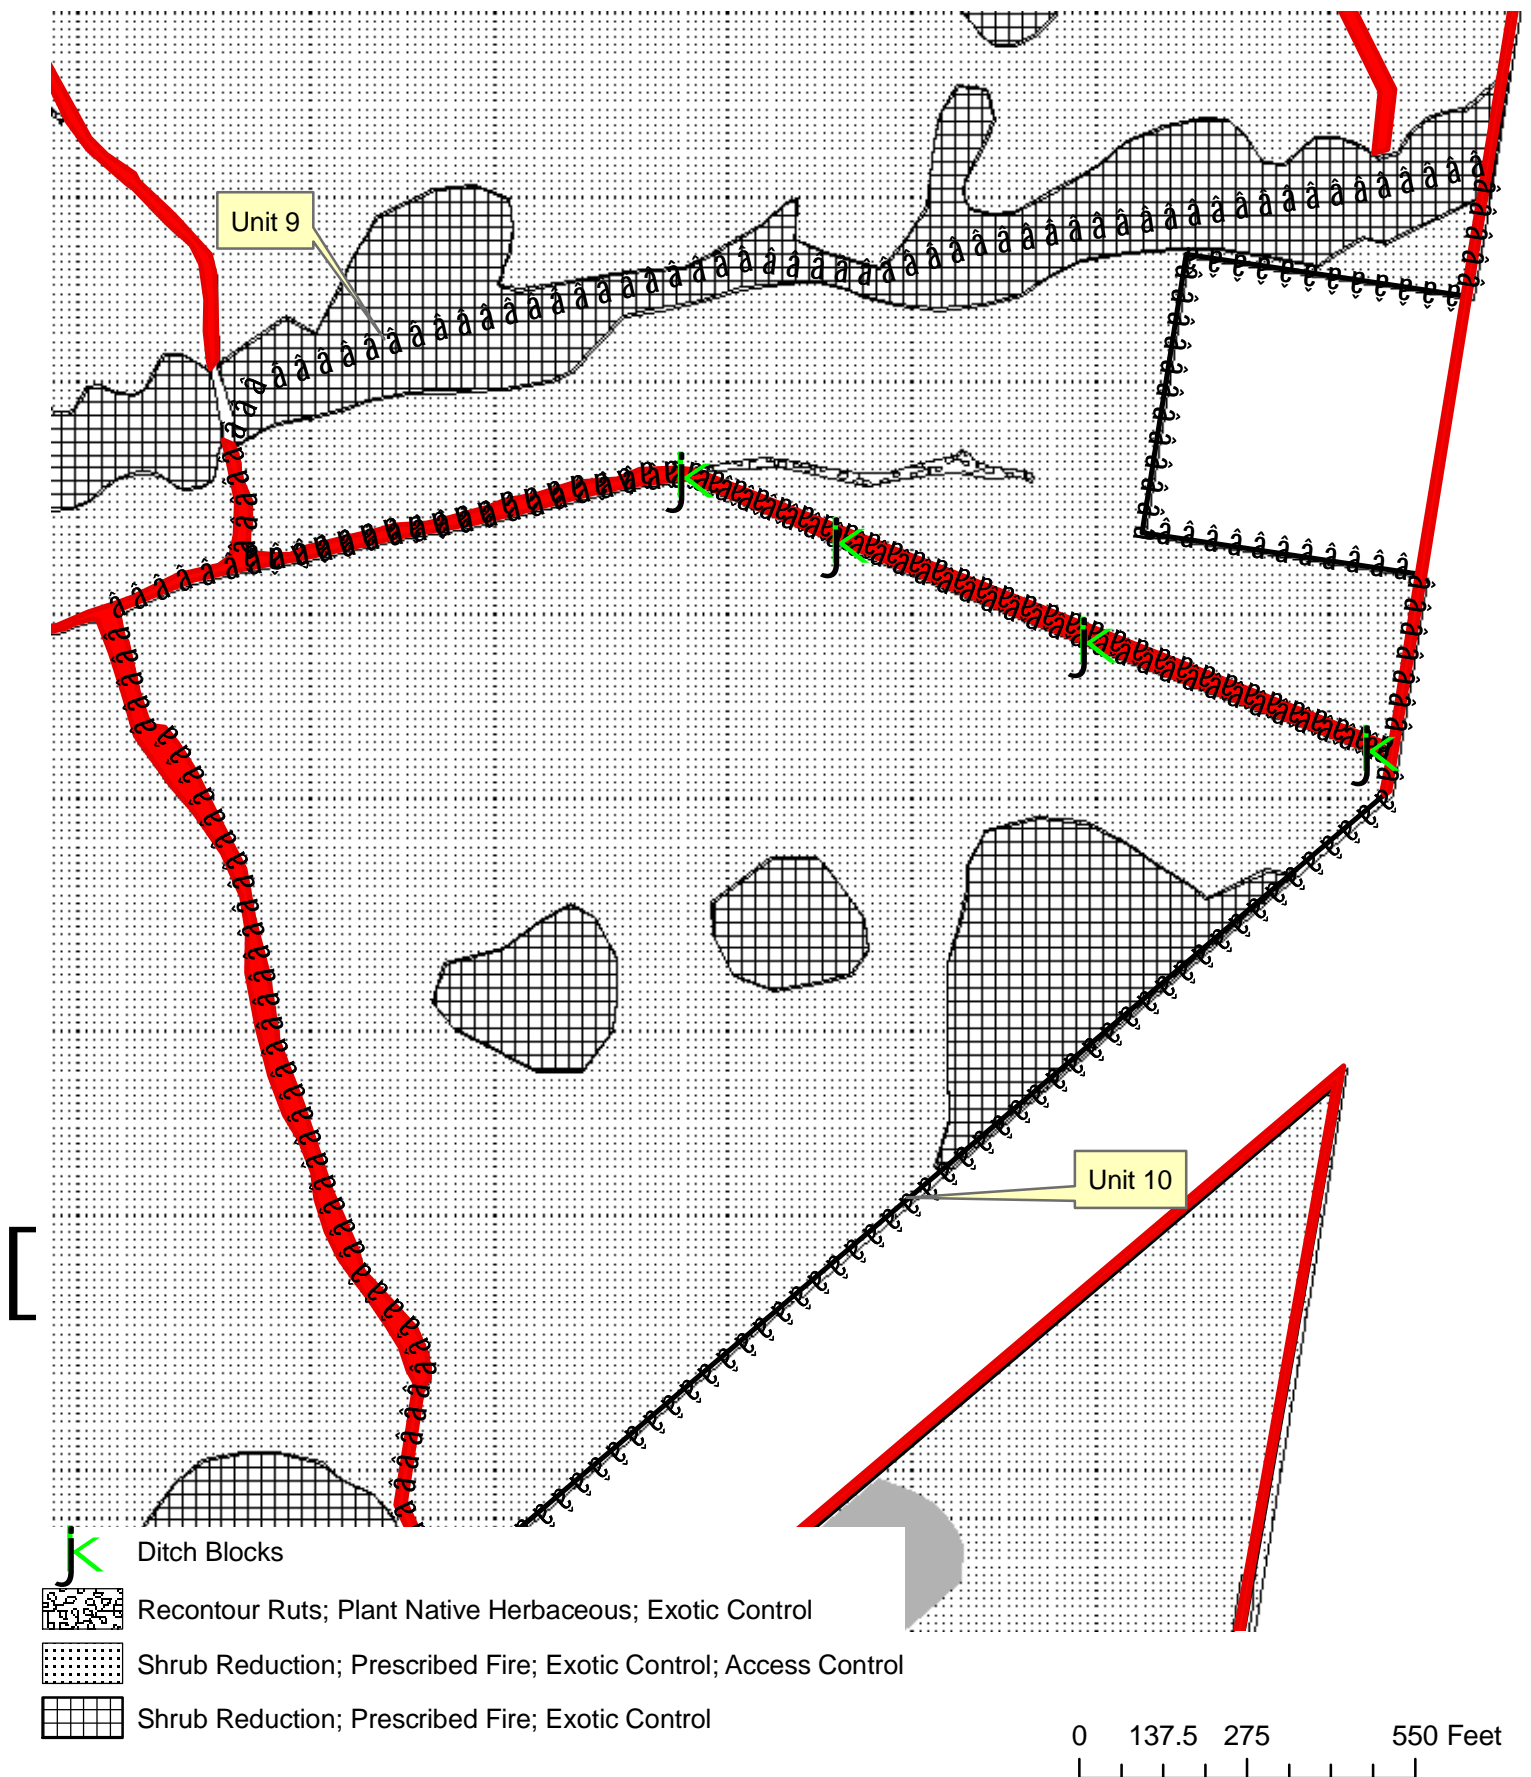 Unit 9
Unit 10
Ditch Blocks
Recontour Ruts; Plant Native Herbaceous; Exotic Control
Shrub Reduction; Prescribed Fire; Exotic Control; Access Control
Shrub Reduction; Prescribed Fire; Exotic Control
0 137.5 275 550 Feet